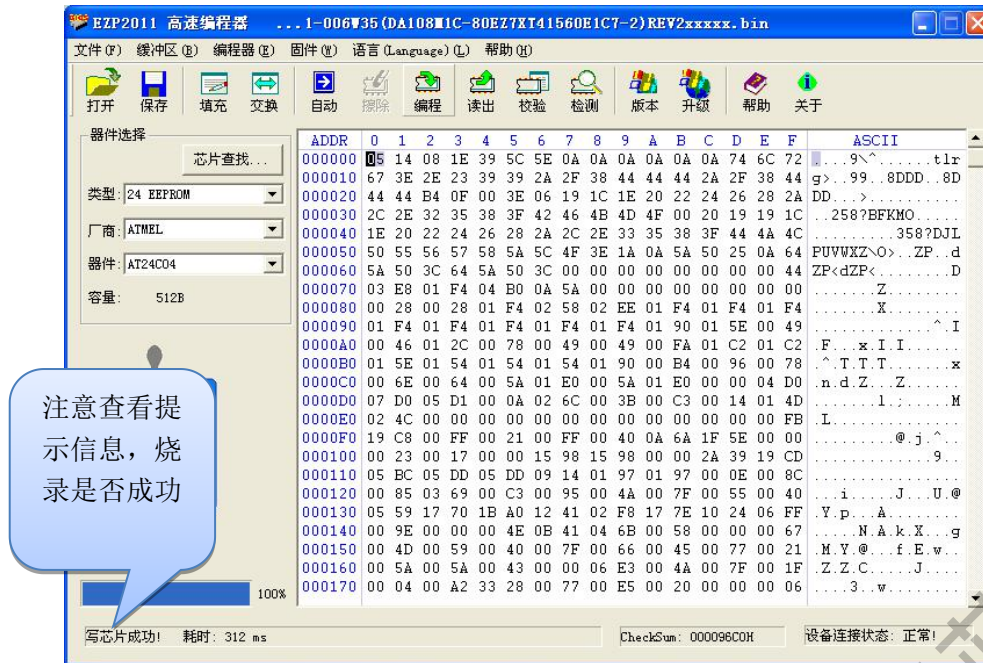 EZP2011 高速编程器 ...1-006W35(DA108M1C-80EZ7XT41560E1C7-2)REV2xxxxx.bin
文件(F) 缓冲区(B) 编程器(E) 固件(W) 语言(Language)(L) 帮助(H)
打开 保存 填充 交换 自动 擦除 编程 读出 校验 检测 版本 升级 帮助 关于
器件选择
芯片查找...
类型: 24 EEPROM
厂商: ATMEL
器件: AT24C04
容量: 512B
ADDR 0 1 2 3 4 5 6 7 8 9 A B C D E F ASCII
000000 05 14 08 1E 39 5C 5E 0A 0A 0A 0A 0A 0A 74 6C 72 ....9\^......tlr
000010 67 3E 2E 23 39 39 2A 2F 38 44 44 44 2A 2F 38 44 g>..99..8DDD..8D
000020 44 44 B4 0F 00 3E 06 19 1C 1E 20 22 24 26 28 2A DD...>..........
000030 2C 2E 32 35 38 3F 42 46 4B 4D 4F 00 20 19 19 1C ..258?BFKMO.....
000040 1E 20 22 24 26 28 2A 2C 2E 33 35 38 3F 44 4A 4C .........358?DJL
000050 50 55 56 57 58 5A 5C 4F 3E 1A 0A 5A 50 25 0A 64 PUVWXZ\O>..ZP..d
000060 5A 50 3C 64 5A 50 3C 00 00 00 00 00 00 00 00 44 ZP<dZP<........D
000070 03 E8 01 F4 04 B0 0A 5A 00 00 00 00 00 00 00 00 .......Z........
000080 00 28 00 28 01 F4 02 58 02 EE 01 F4 01 F4 01 F4 .......X........
000090 01 F4 01 F4 01 F4 01 F4 01 F4 01 90 01 5E 00 49 .............^.I
0000A0 00 46 01 2C 00 78 00 49 00 49 00 FA 01 C2 01 C2 .F...x.I.I......
0000B0 01 5E 01 54 01 54 01 54 01 90 00 B4 00 96 00 78 .^.T.T.T.......x
0000C0 00 6E 00 64 00 5A 01 E0 00 5A 01 E0 00 00 04 D0 .n.d.Z...Z......
0000D0 07 D0 05 D1 00 0A 02 6C 00 3B 00 C3 00 14 01 4D .......l.;.....M
0000E0 02 4C 00 00 00 00 00 00 00 00 00 00 00 00 00 FB .L..............
0000F0 19 C8 00 FF 00 21 00 FF 00 40 0A 6A 1F 5E 00 00 .........@.j.^..
000100 00 23 00 17 00 00 15 98 15 98 00 00 2A 39 19 CD .............9..
000110 05 BC 05 DD 05 DD 09 14 01 97 01 97 00 0E 00 8C ................
000120 00 85 03 69 00 C3 00 95 00 4A 00 7F 00 55 00 40 ...i.....J...U.@
000130 05 59 17 70 1B A0 12 41 02 F8 17 7E 10 24 06 FF .Y.p...A........
000140 00 9E 00 00 00 4E 0B 41 04 6B 00 58 00 00 00 67 .....N.A.k.X...g
000150 00 4D 00 59 00 40 00 7F 00 66 00 45 00 77 00 21 .M.Y.@...f.E.w..
000160 00 5A 00 5A 00 43 00 00 06 E3 00 4A 00 7F 00 1F .Z.Z.C.....J....
000170 00 04 00 A2 33 28 00 77 00 E5 00 20 00 00 00 06 ....3..w........
注意查看提
示信息，烧
录是否成功
100%
写芯片成功! 耗时: 312 ms CheckSum: 000096C0H 设备连接状态: 正常!